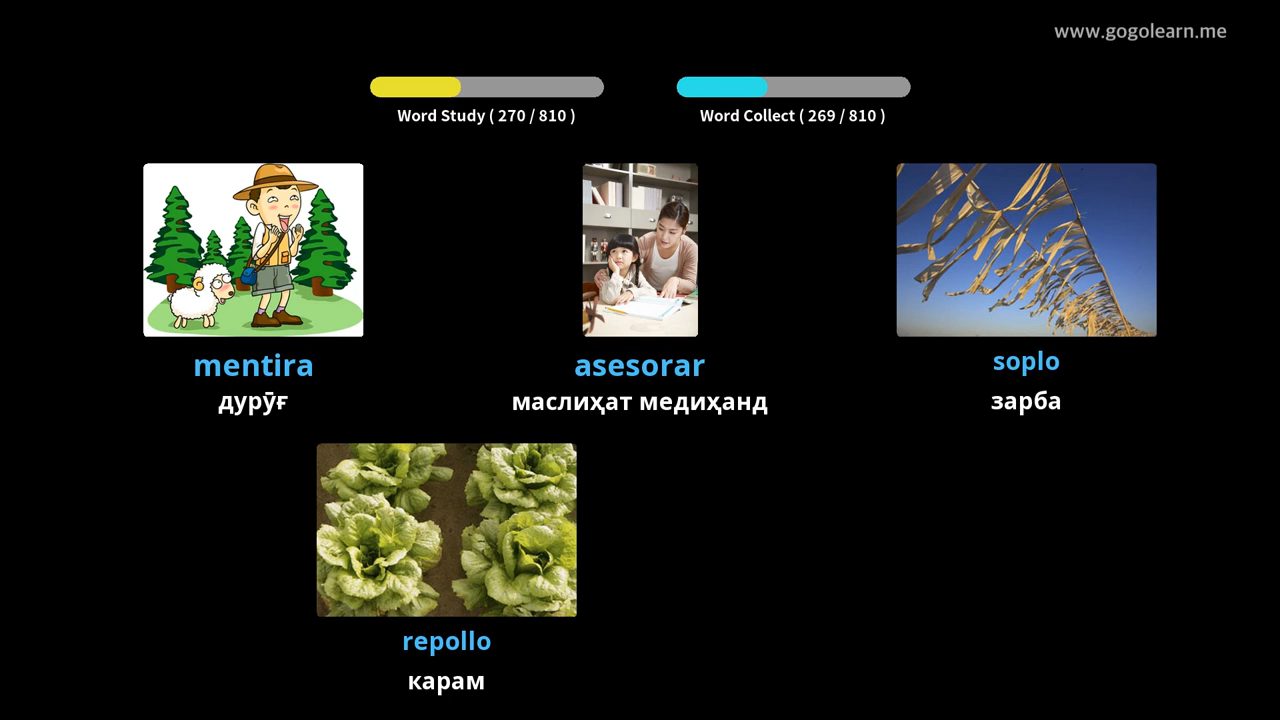 www.gogolearn.me
Word Study ( 270 / 810 )
Word Collect ( 269 / 810 )
mentira
дурӯғ
asesorar
маслиҳат медиҳанд
soplo
зарба
repollo
карам